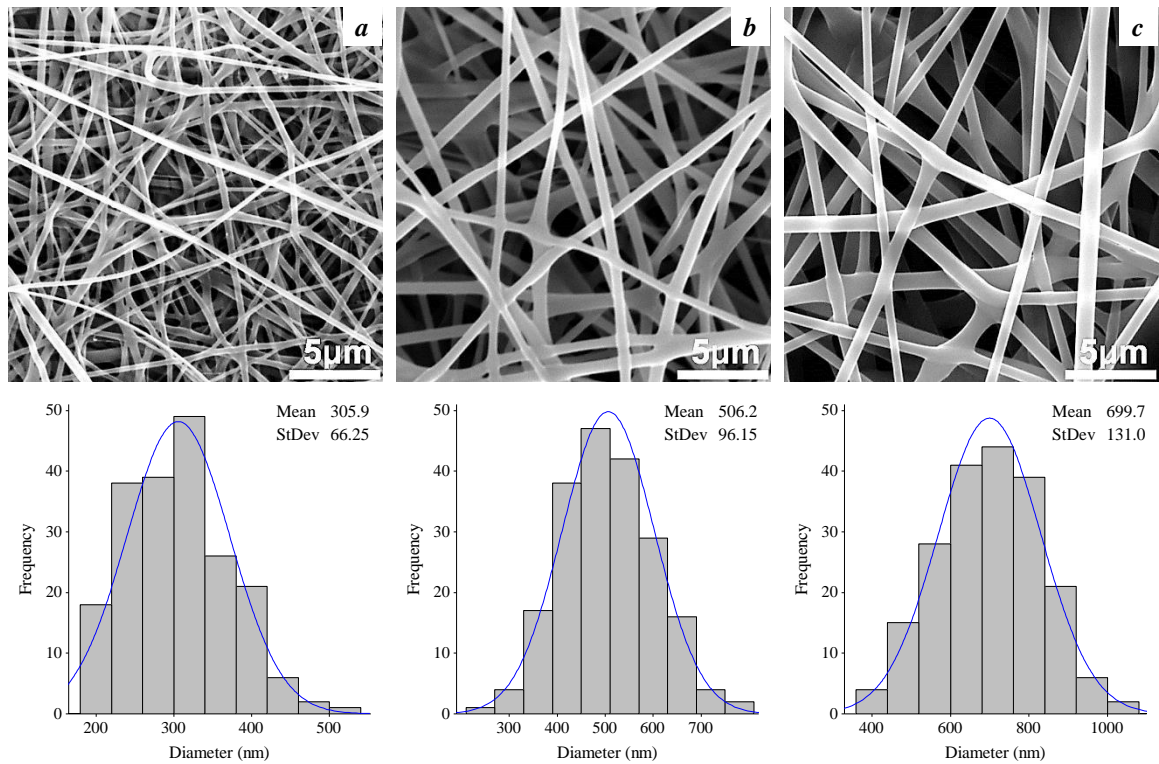 a
b
c
5µm
5µm
5µm
Mean 305.9
StDev 66.25
50
40
30
20
10
0
Frequency
200 300 400 500
Diameter (nm)
Mean 506.2
StDev 96.15
50
40
30
20
10
0
Frequency
300 400 500 600 700
Diameter (nm)
Mean 699.7
StDev 131.0
50
40
30
20
10
0
Frequency
400 600 800 1000
Diameter (nm)